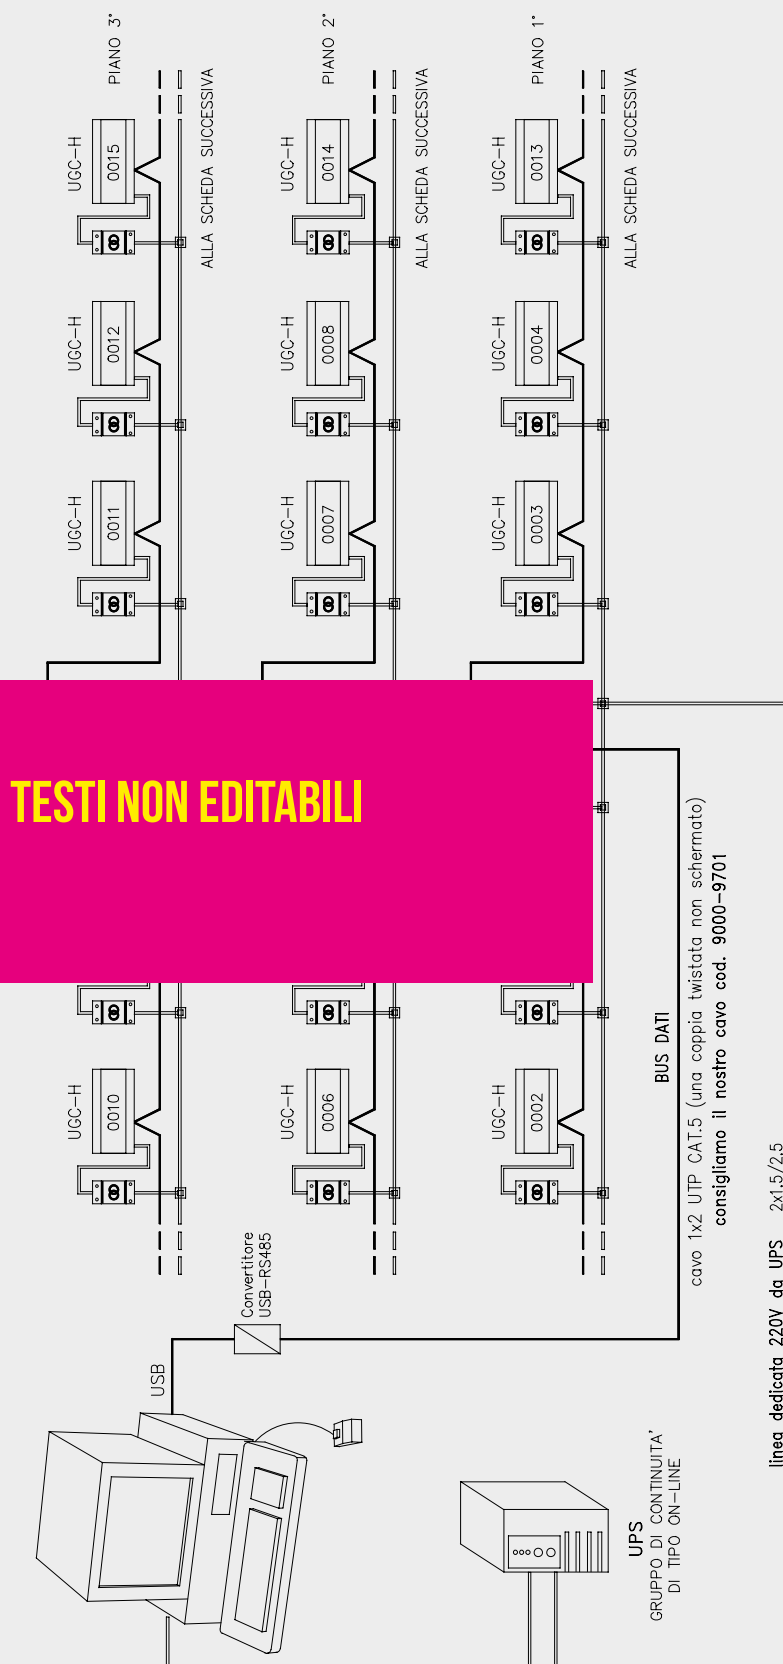 PIANO 3°
UGC-H
0015
ALLA SCHEDA SUCCESSIVA
UGC-H
0012
UGC-H
0011
UGC-H
0010
PIANO 2°
UGC-H
0014
ALLA SCHEDA SUCCESSIVA
UGC-H
0008
UGC-H
0007
UGC-H
0006
PIANO 1°
UGC-H
0013
ALLA SCHEDA SUCCESSIVA
UGC-H
0004
UGC-H
0003
UGC-H
0002
TESTI NON EDITABILI
BUS DATI
cavo 1x2 UTP CAT.5 (una coppia twistata non schermato)
consigliamo il nostro cavo cod. 9000-9701
linea dedicata 220V da UPS 2x1.5/2.5
Convertitore
USB-RS485
USB
UPS
GRUPPO DI CONTINUITA'
DI TIPO ON-LINE